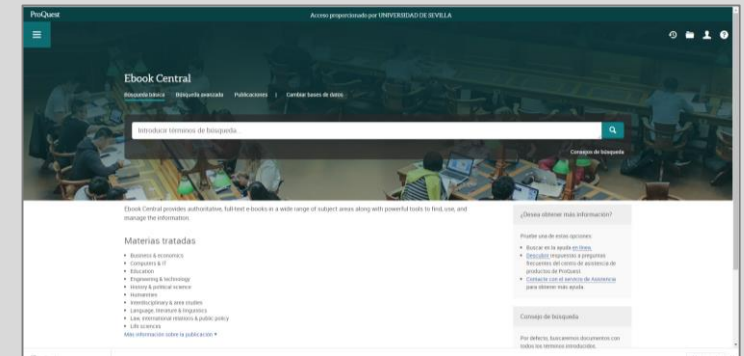 ProQuest
Acceso proporcionado por UNIVERSIDAD DE SEVILLA
Ebook Central
Búsqueda básica Búsqueda avanzada Publicaciones | Cambiar bases de datos
Introducir términos de búsqueda...
Consejos de búsqueda
Ebook Central provides authoritative, full-text e-books in a wide range of subject areas along with powerful tools to find, use, and
manage the information.
Materias tratadas
Business & economics
Computers & IT
Education
Engineering & technology
History & political science
Humanities
Interdisciplinary & area studies
Language, literature & linguistics
Law, international relations & public policy
Life sciences
Más información sobre la publicación
¿Desea obtener más información?
Pruebe una de estas opciones:
Buscar en la ayuda en línea.
Descubrir respuestas a preguntas
frecuentes del centro de asistencia de
productos de ProQuest.
Contacte con el servicio de Asistencia
para obtener más ayuda.
Consejo de búsqueda
Por defecto, buscaremos documentos con
todos los términos introducidos.